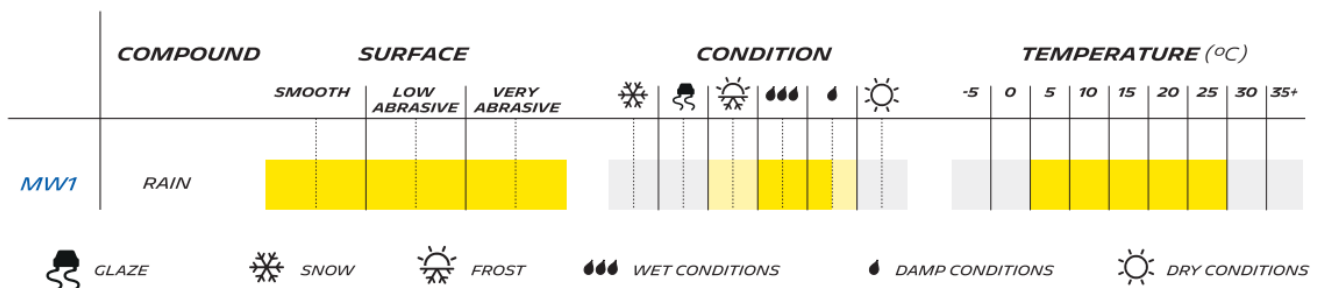 COMPOUND SURFACE CONDITION TEMPERATURE (ºC)
SMOOTH LOW ABRASIVE VERY ABRASIVE -5 0 5 10 15 20 25 30 35+
MW1 RAIN
GLAZE SNOW FROST WET CONDITIONS DAMP CONDITIONS DRY CONDITIONS